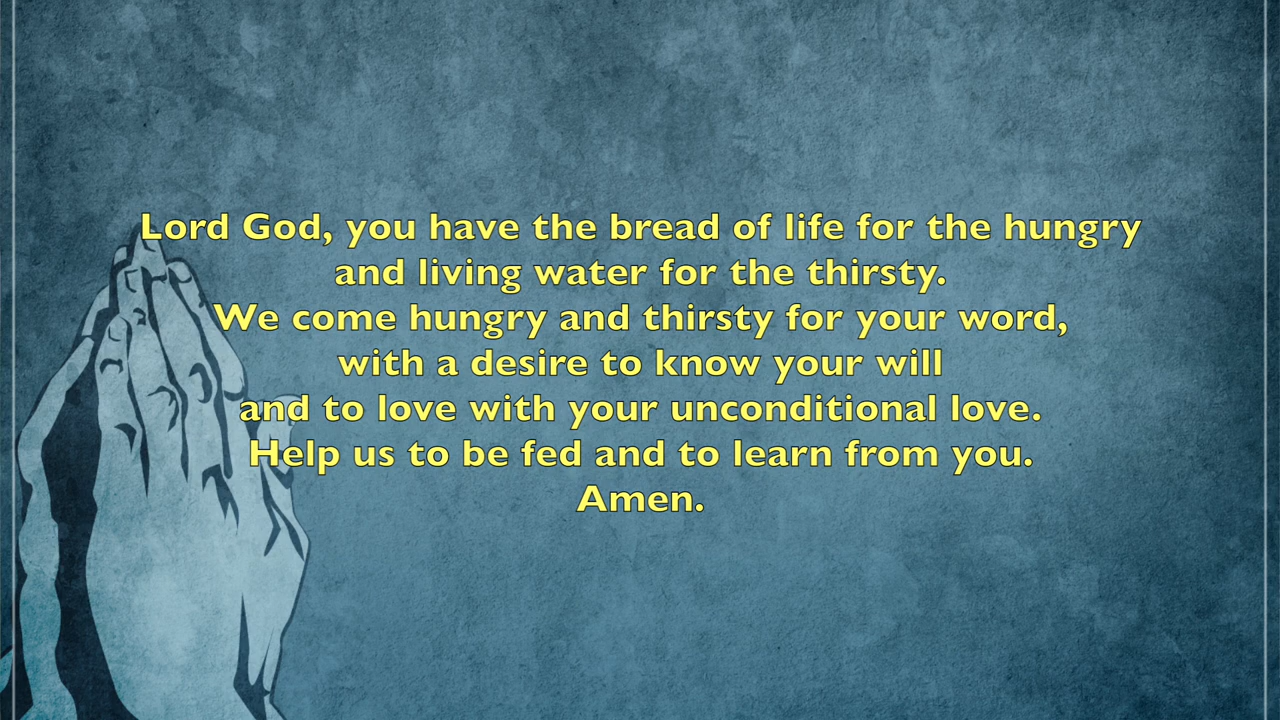 Lord God, you have the bread of life for the hungry
and living water for the thirsty.
We come hungry and thirsty for your word,
with a desire to know your will
and to love with your unconditional love.
Help us to be fed and to learn from you.
Amen.